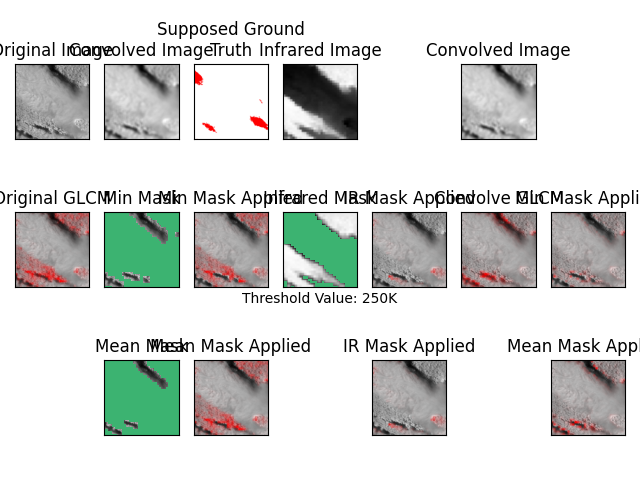 Supposed Ground
Original Image Convolved Image Truth Infrared Image Convolved Image
Original GLCM Min Mask Min Mask Applied Infrared Mask IR Mask Applied Convolve GLCM Min Mask Appli
Threshold Value: 250K
Mean Mask Mean Mask Applied IR Mask Applied Mean Mask Appl